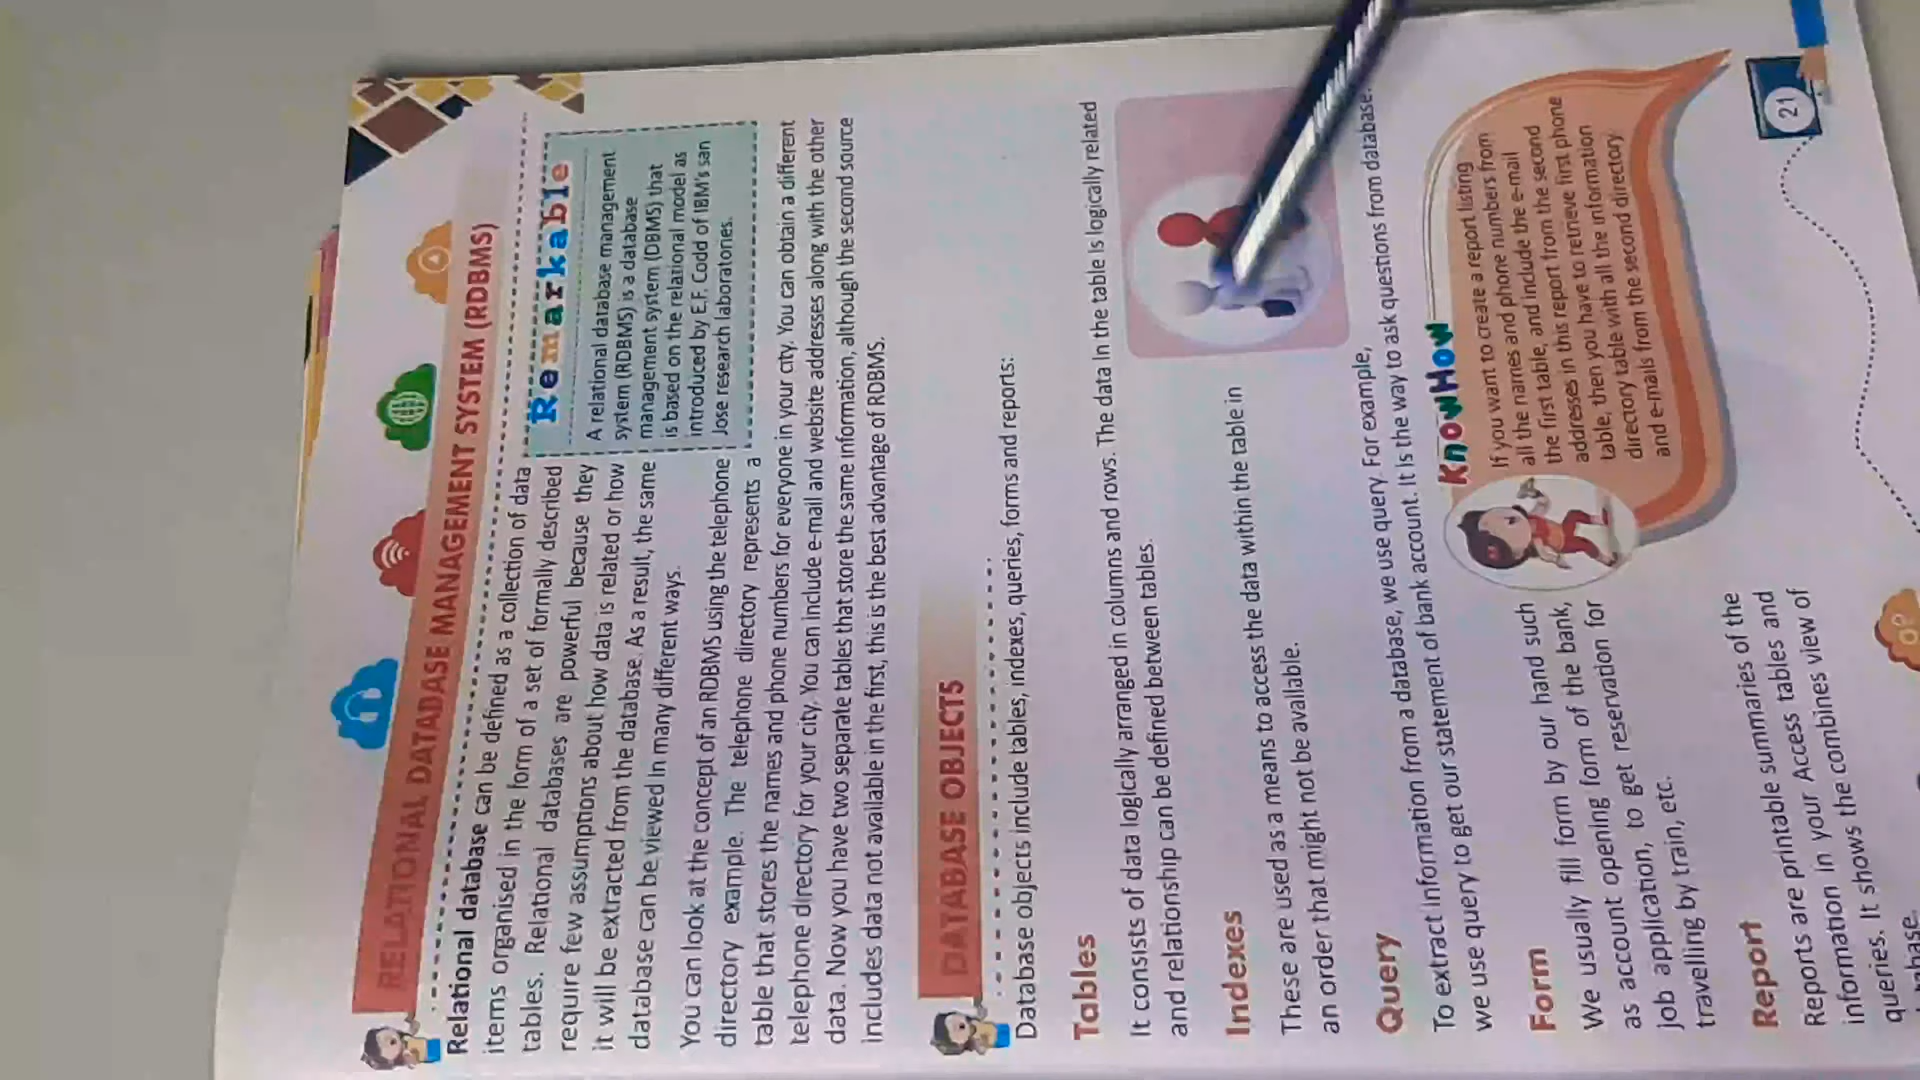 RELATIONAL DATABASE MANAGEMENT SYSTEM (RDBMS)
Relational database can be defined as a collection of data
items organised in the form of a set of formally described
tables. Relational databases are powerful because they
require few assumptions about how data is related or how
it will be extracted from the database. As a result, the same
database can be viewed in many different ways.
Remarkable
A relational database management
system (RDBMS) is a database
management system (DBMS) that
is based on the relational model as
introduced by E.F. Codd of IBM's san
Jose research laboratories.
You can look at the concept of an RDBMS using the telephone
directory example. The telephone directory represents a
table that stores the names and phone numbers for everyone in your city. You can obtain a different
telephone directory for your city. You can include e-mail and website addresses along with the other
data. Now you have two separate tables that store the same information, although the second source
includes data not available in the first, this is the best advantage of RDBMS.
DATABASE OBJECTS
Database objects include tables, indexes, queries, forms and reports:
Tables
It consists of data logically arranged in columns and rows. The data In the table is logically related
and relationship can be defined between tables.
Indexes
These are used as a means to access the data within the table in
an order that might not be available.
Query
To extract information from a database, we use query. For example,
we use query to get our statement of bank account. It is the way to ask questions from database.
Form
We usually fill form by our hand such
as account opening form of the bank,
job application, to get reservation for
travelling by train, etc.
KnowHow
If you want to create a report listing
all the names and phone numbers from
the first table, and include the e-mail
addresses in this report from the second
table, then you have to retrieve first phone
directory table with all the information
and e-mails from the second directory
Report
Reports are printable summaries of the
information in your Access tables and
queries. It shows the combines view of
21